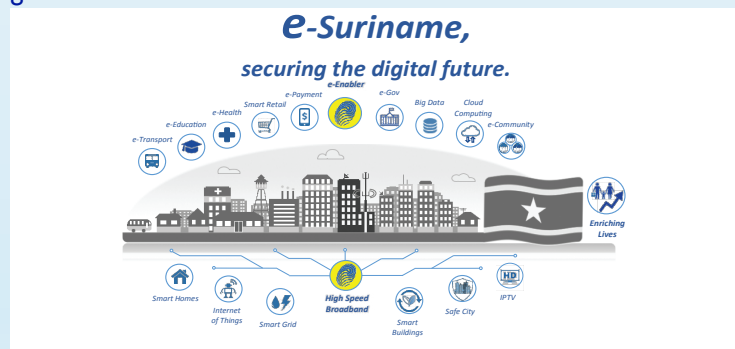 e-Suriname,
securing the digital future.
e-Enabler
e-Payment
e-Gov
Smart Retail
Big Data
Cloud
Computing
e-Health
e-Education
e-Community
e-Transport
$
Enriching
Lives
HD
Smart Homes
Internet
of Things
Smart Grid
High Speed
Broadband
Smart
Buildings
Safe City
IPTV